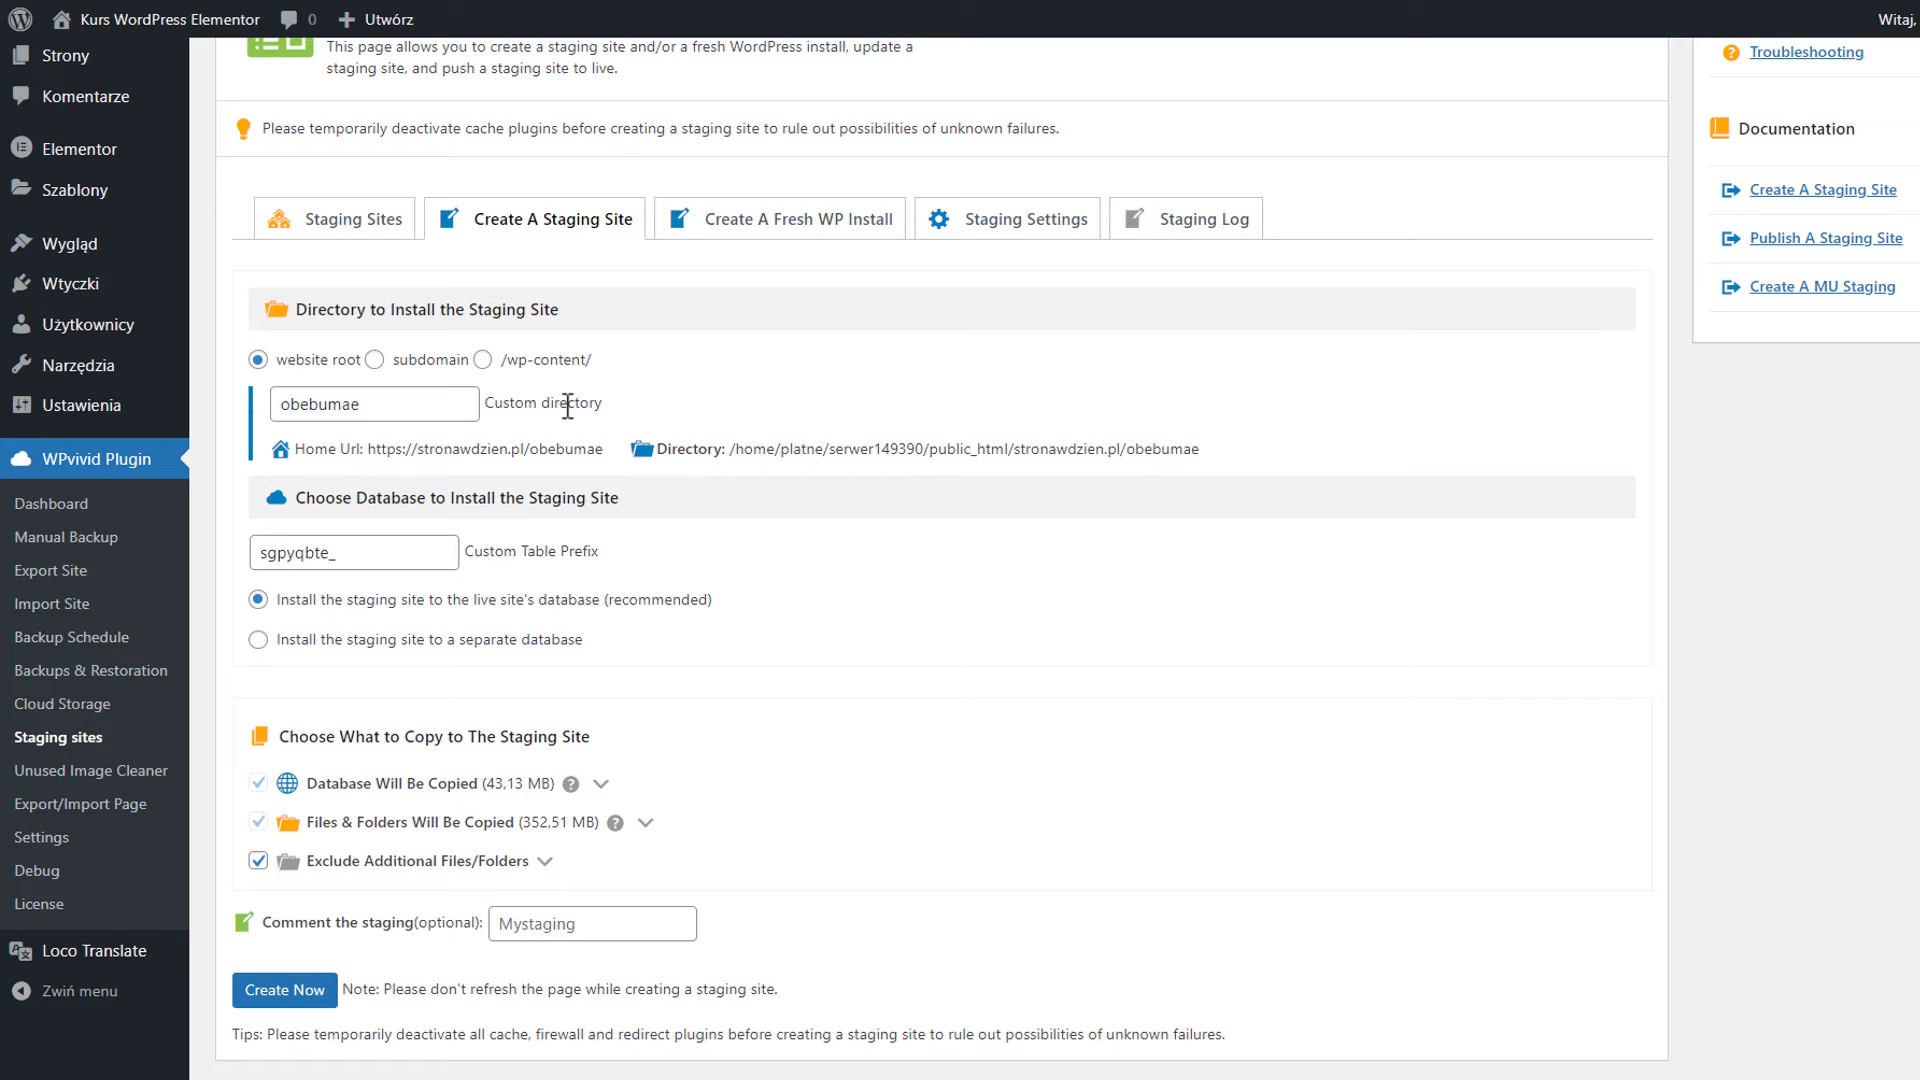 Kurs WordPress Elementor
0
Utwórz
Witaj,
Strony
Komentarze
Elementor
Szablony
Wygląd
Wtyczki
Użytkownicy
Narzędzia
Ustawienia
WPvivid Plugin
Dashboard
Manual Backup
Export Site
Import Site
Backup Schedule
Backups & Restoration
Cloud Storage
Staging sites
Unused Image Cleaner
Export/Import Page
Settings
Debug
License
Loco Translate
Zwiń menu
This page allows you to create a staging site and/or a fresh WordPress install, update a
staging site, and push a staging site to live.
Please temporarily deactivate cache plugins before creating a staging site to rule out possibilities of unknown failures.
Staging Sites
Create A Staging Site
Create A Fresh WP Install
Staging Settings
Staging Log
Directory to Install the Staging Site
website root
subdomain
/wp-content/
obebumae
Custom directory
Home Url: https://stronawdzien.pl/obebumae
Directory: /home/platne/serwer149390/public_html/stronawdzien.pl/obebumae
Choose Database to Install the Staging Site
sgpyqbte_
Custom Table Prefix
Install the staging site to the live site's database (recommended)
Install the staging site to a separate database
Choose What to Copy to The Staging Site
Database Will Be Copied (43,13 MB) ?
Files & Folders Will Be Copied (352,51 MB) ?
Exclude Additional Files/Folders
Comment the staging(optional):
Mystaging
Create Now
Note: Please don't refresh the page while creating a staging site.
Tips: Please temporarily deactivate all cache, firewall and redirect plugins before creating a staging site to rule out possibilities of unknown failures.
? Troubleshooting
Documentation
Create A Staging Site
Publish A Staging Site
Create A MU Staging